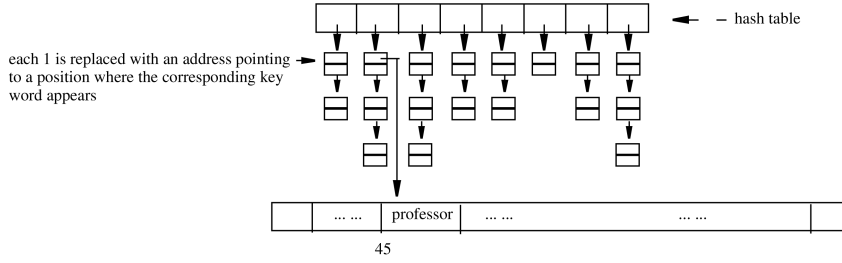 – hash table
each 1 is replaced with an address pointing
to a position where the corresponding key
word appears
... ... professor ... ... ... ...
45